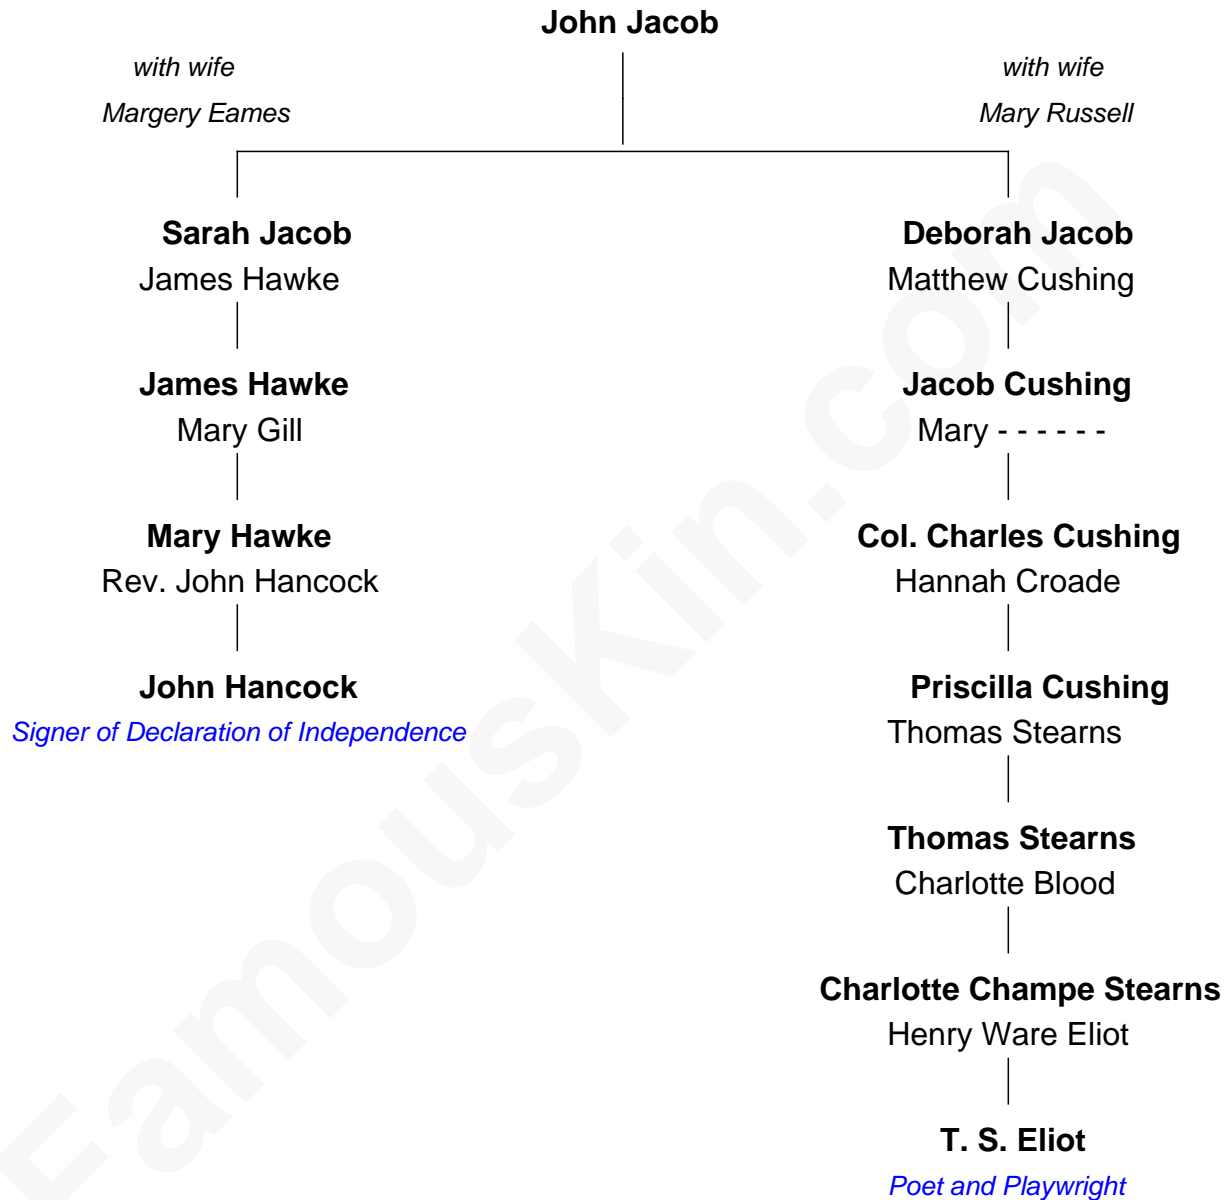 John Jacob
with wife
Margery Eames
with wife
Mary Russell
Sarah Jacob
James Hawke
Deborah Jacob
Matthew Cushing
James Hawke
Mary Gill
Jacob Cushing
Mary - - - - - -
Mary Hawke
Rev. John Hancock
Col. Charles Cushing
Hannah Croade
John Hancock
Signer of Declaration of Independence
Priscilla Cushing
Thomas Stearns
Thomas Stearns
Charlotte Blood
Charlotte Champe Stearns
Henry Ware Eliot
T. S. Eliot
Poet and Playwright
FamousKin.com